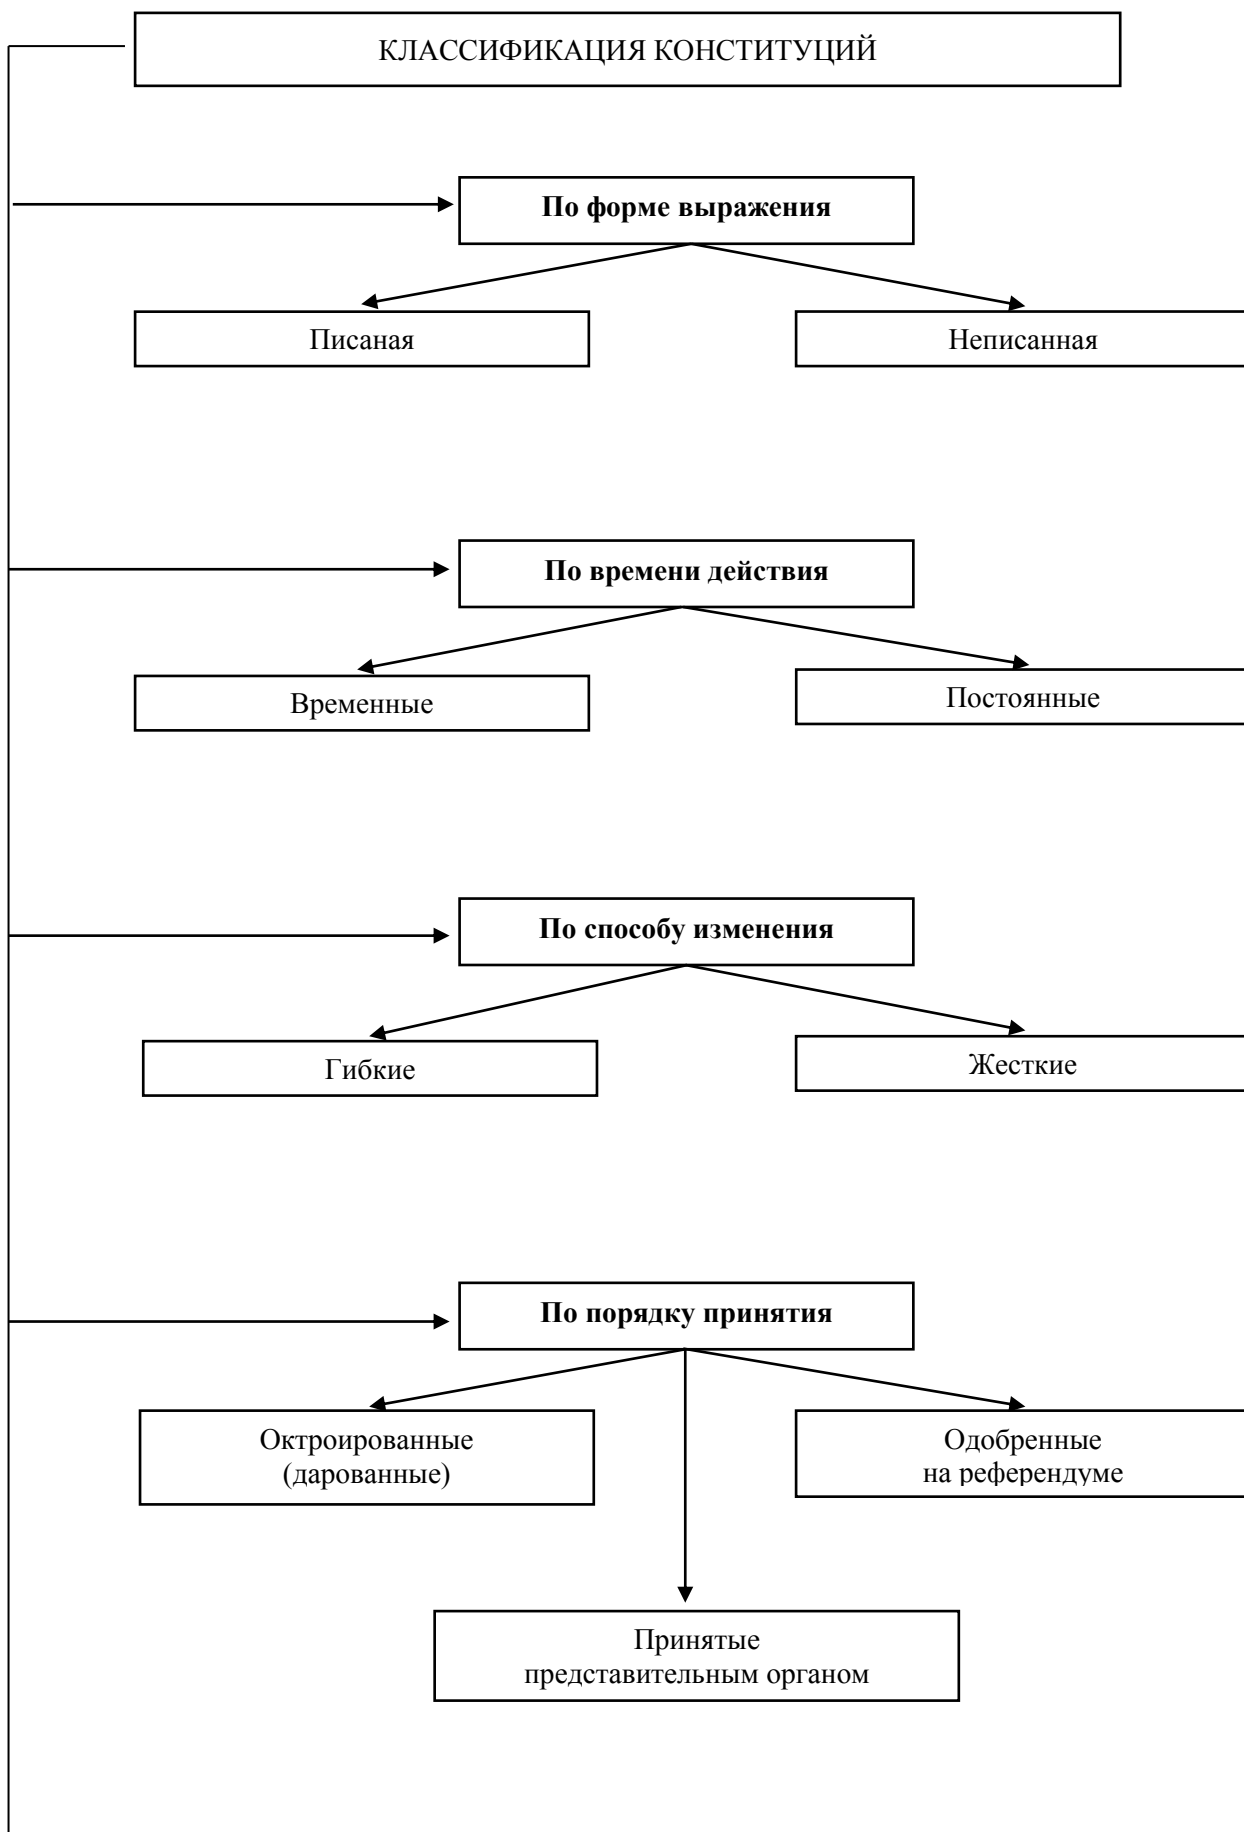 КЛАССИФИКАЦИЯ КОНСТИТУЦИЙ
По форме выражения
Писаная
Неписанная
По времени действия
Временные
Постоянные
По способу изменения
Гибкие
Жесткие
По порядку принятия
Октроированные
(дарованные)
Одобренные
на референдуме
Принятые
представительным органом